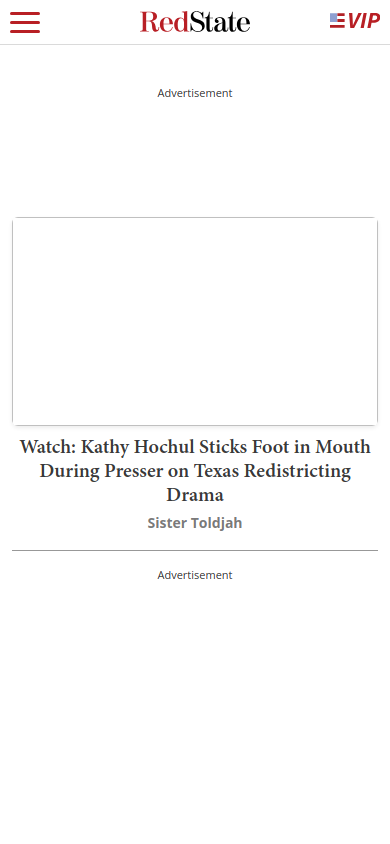 RedState
VIP
Advertisement
Watch: Kathy Hochul Sticks Foot in Mouth
During Presser on Texas Redistricting
Drama
Sister Toldjah
Advertisement